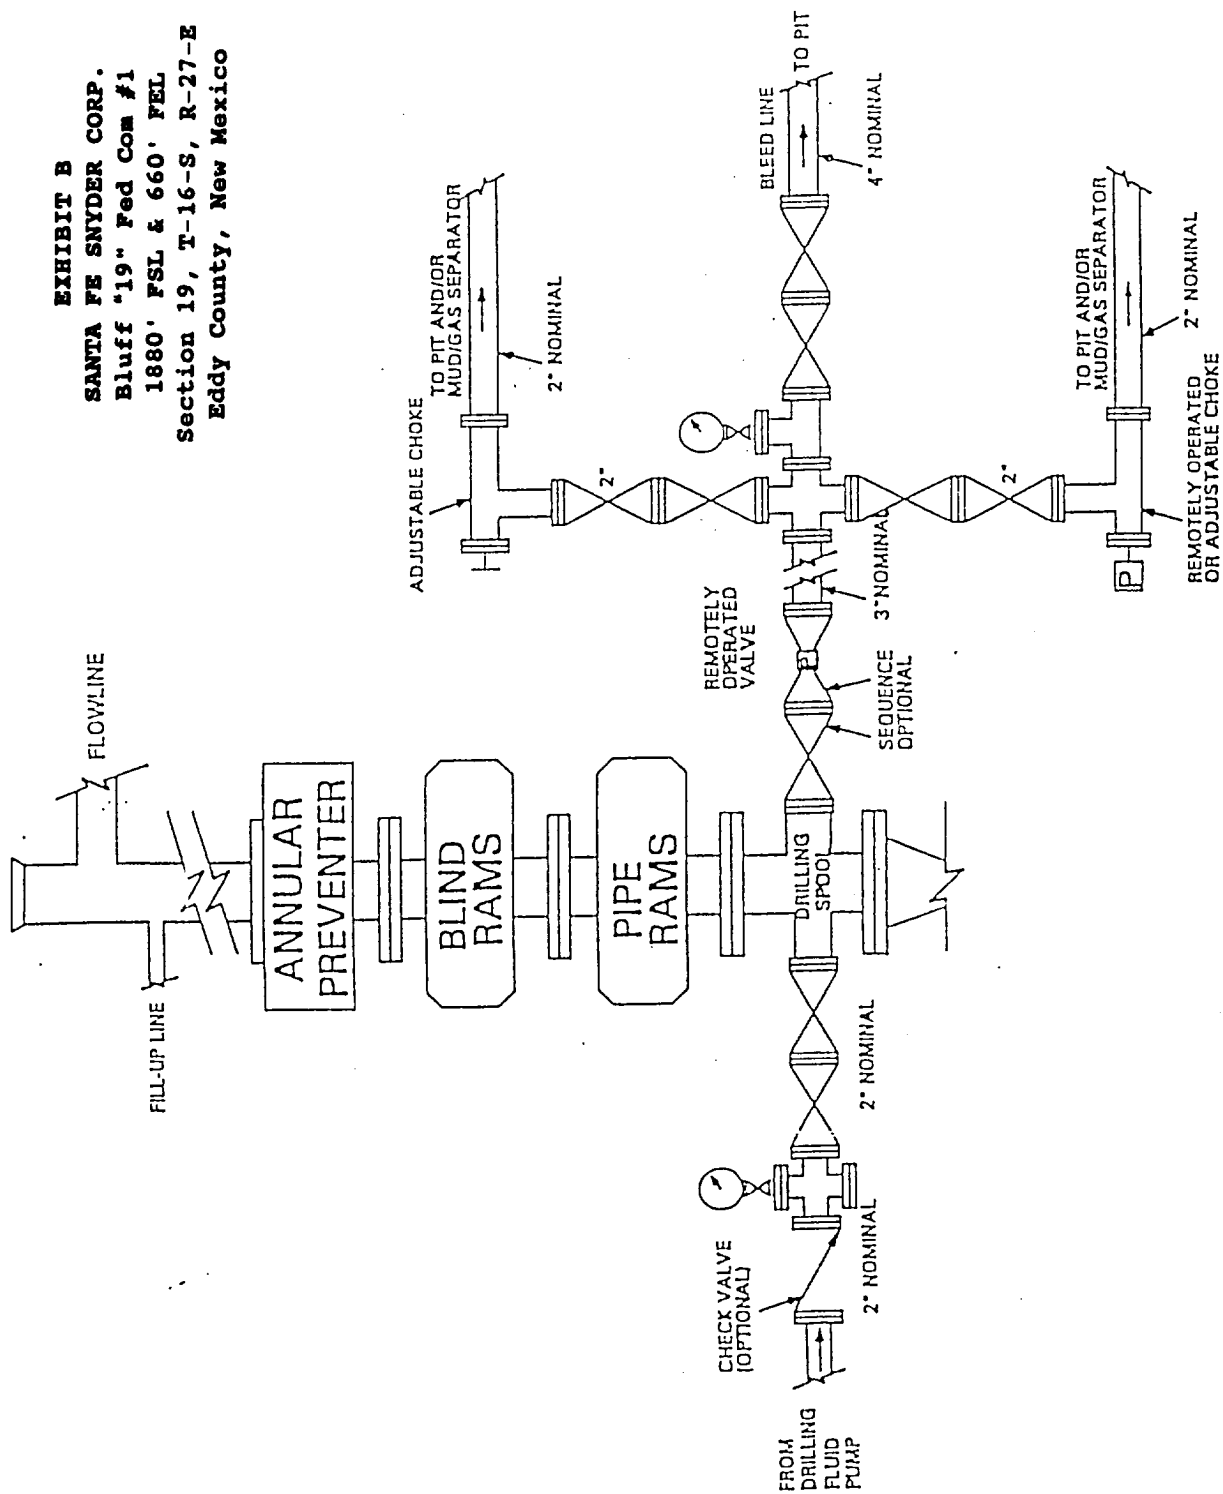 EXHIBIT B
SANTA FE SNYDER CORP.
Bluff "19" Fed Com #1
1880' FSL & 660' FEL
Section 19, T-16-S, R-27-E
Eddy County, New Mexico
FLOWLINE
FILL-UP LINE
ANNULAR
PREVENTER
BLIND
RAMS
PIPE
RAMS
DRILLING
SPOOL
ADJUSTABLE CHOKE
TO PIT AND/OR
MUD/GAS SEPARATOR
2" NOMINAL
2"
BLEED LINE
TO PIT
4" NOMINAL
REMOTELY
OPERATED
VALVE
3" NOMINAL
SEQUENCE
OPTIONAL
P
2"
TO PIT AND/OR
MUD/GAS SEPARATOR
2" NOMINAL
P
REMOTELY OPERATED
OR ADJUSTABLE CHOKE
2" NOMINAL
CHECK VALVE
(OPTIONAL)
2" NOMINAL
FROM
DRILLING
FLUID
PUMP